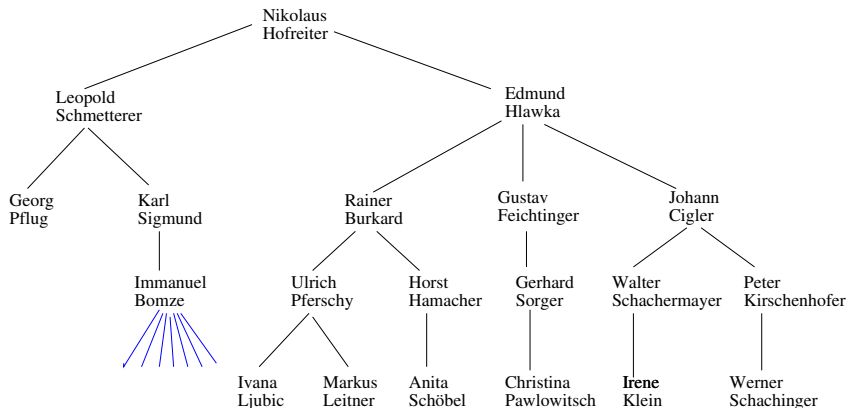 Nikolaus
Hofreiter
Leopold
Schmetterer
Edmund
Hlawka
Georg
Pflug
Karl
Sigmund
Rainer
Burkard
Gustav
Feichtinger
Johann
Cigler
Immanuel
Bomze
Ulrich
Pferschy
Horst
Hamacher
Gerhard
Sorger
Walter
Schachermayer
Peter
Kirschenhofer
Ivana
Ljubic
Markus
Leitner
Anita
Schöbel
Christina
Pawlowitsch
Irene
Klein
Werner
Schachinger